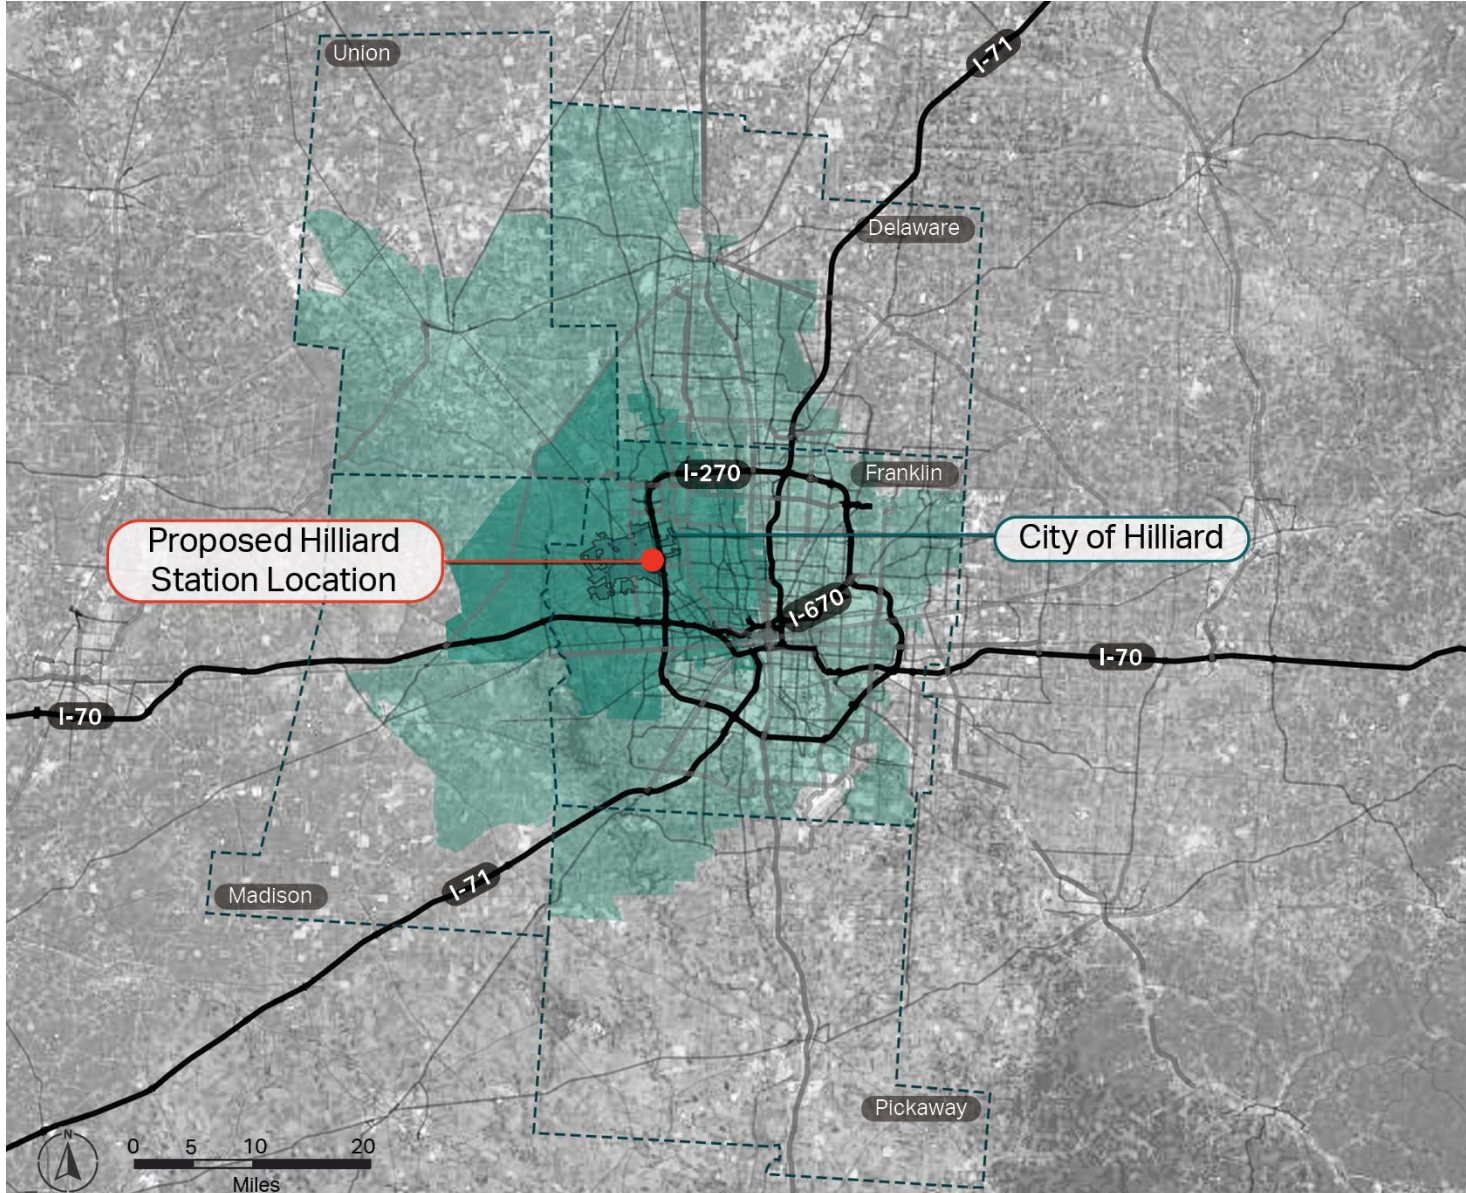 I-71
Union
Delaware
I-270
Franklin
Proposed Hilliard
Station Location
City of Hilliard
I-670
I-70
I-70
I-71
Madison
Pickaway
N
0 5 10 20
Miles